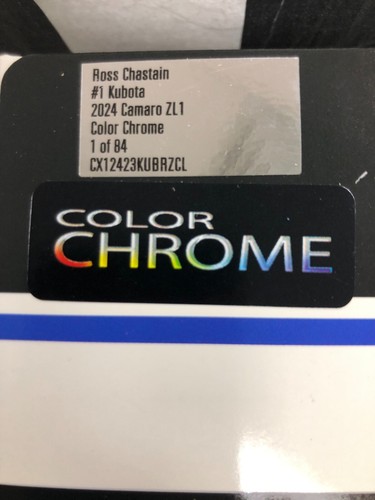 Ross Chastain
#1 Kubota
2024 Camaro ZL1
Color Chrome
1 of 84
CX12423KUBRZCL
COLOR
CHROME